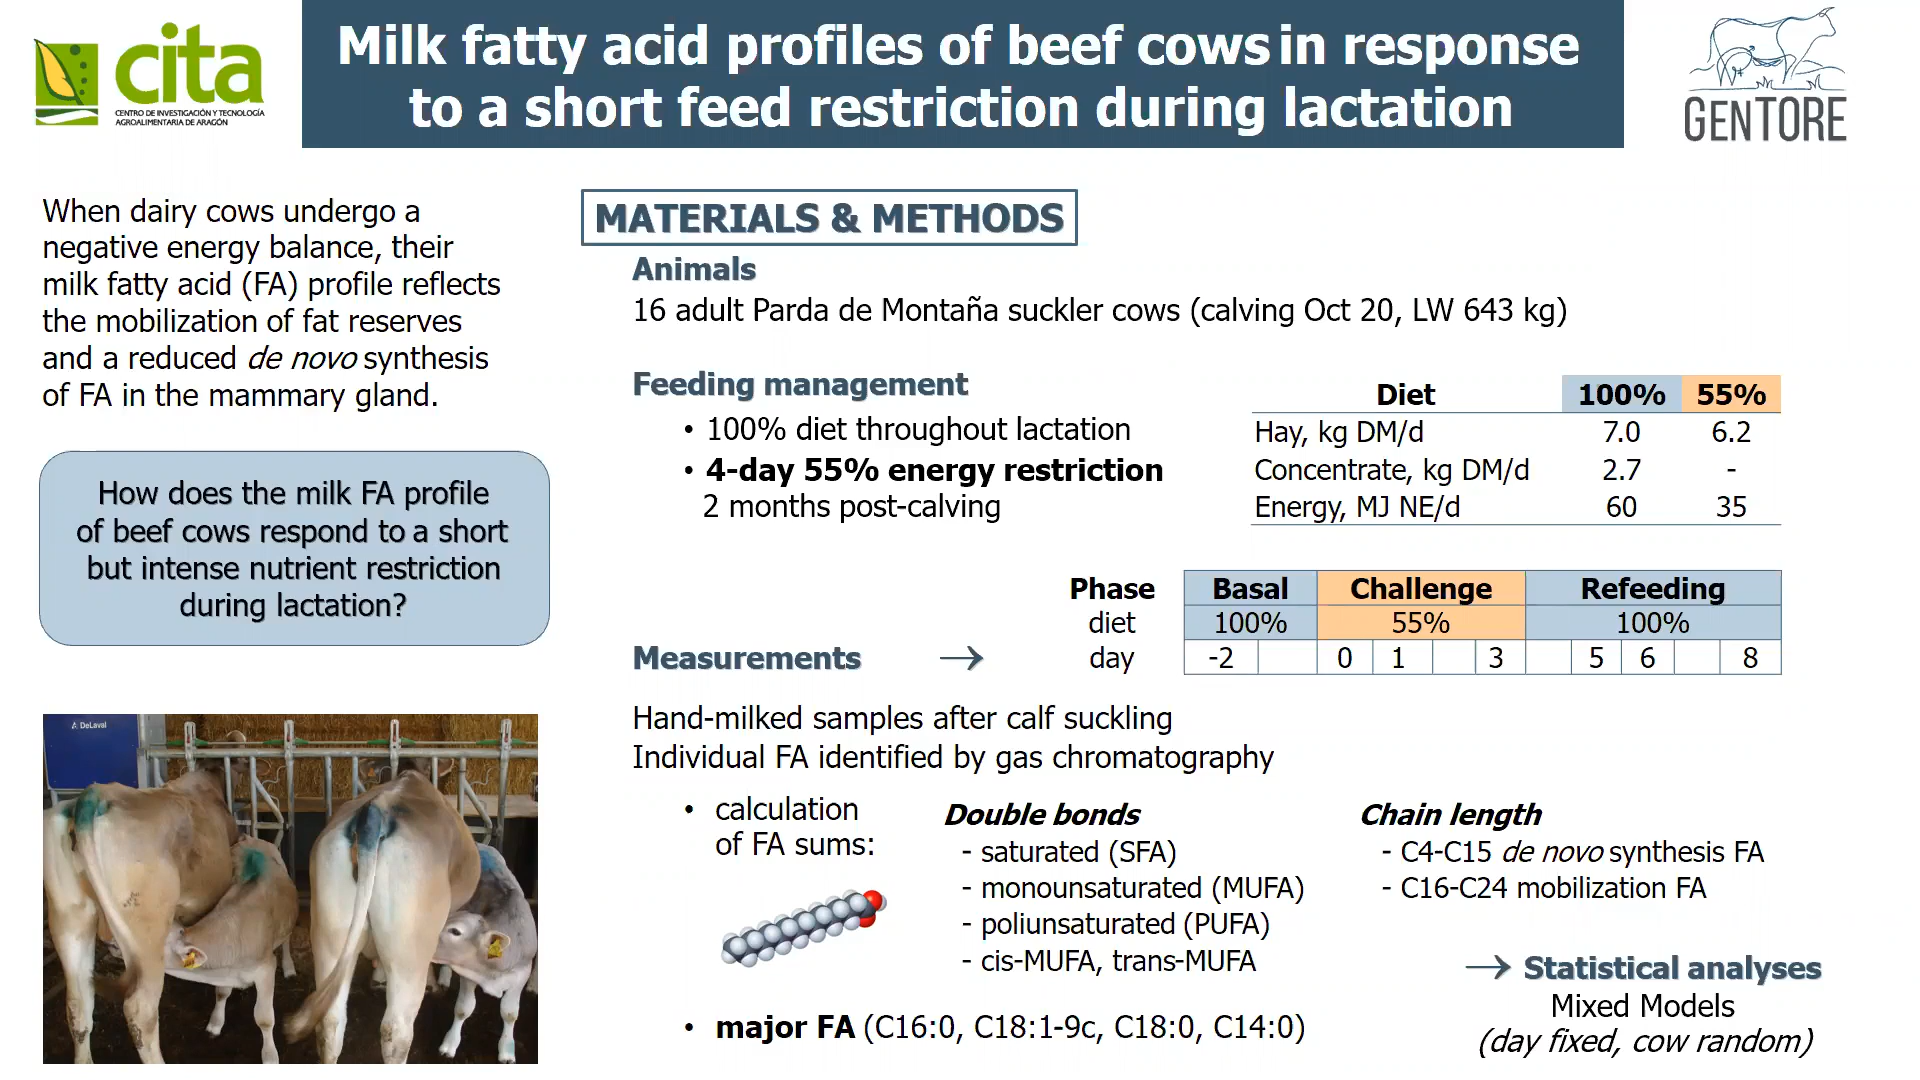 cita
CENTRO DE INVESTIGACIÓN Y TECNOLOGÍA
AGROALIMENTARIA DE ARAGÓN
Milk fatty acid profiles of beef cows in response
to a short feed restriction during lactation
GENTORE
When dairy cows undergo a
negative energy balance, their
milk fatty acid (FA) profile reflects
the mobilization of fat reserves
and a reduced de novo synthesis
of FA in the mammary gland.
How does the milk FA profile
of beef cows respond to a short
but intense nutrient restriction
during lactation?
DeLaval
MATERIALS & METHODS
Animals
16 adult Parda de Montaña suckler cows (calving Oct 20, LW 643 kg)
Feeding management
• 100% diet throughout lactation
• 4-day 55% energy restriction
2 months post-calving
Diet 100% 55%
Hay, kg DM/d 7.0 6.2
Concentrate, kg DM/d 2.7 -
Energy, MJ NE/d 60 35
Phase Basal Challenge Refeeding
diet 100% 55% 100%
Measurements → day -2 0 1 3 5 6 8
Hand-milked samples after calf suckling
Individual FA identified by gas chromatography
• calculation
of FA sums:
Double bonds
- saturated (SFA)
- monounsaturated (MUFA)
- poliunsaturated (PUFA)
- cis-MUFA, trans-MUFA
Chain length
- C4-C15 de novo synthesis FA
- C16-C24 mobilization FA
• major FA (C16:0, C18:1-9c, C18:0, C14:0)
→ Statistical analyses
Mixed Models
(day fixed, cow random)